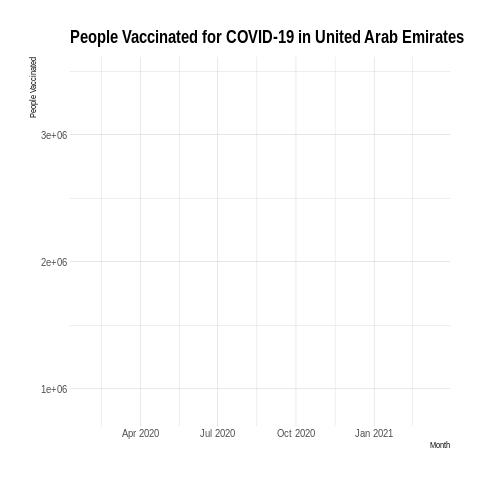 People Vaccinated for COVID-19 in United Arab Emirates
People Vaccinated
3e+06
2e+06
1e+06
Apr 2020
Jul 2020
Oct 2020
Jan 2021
Month